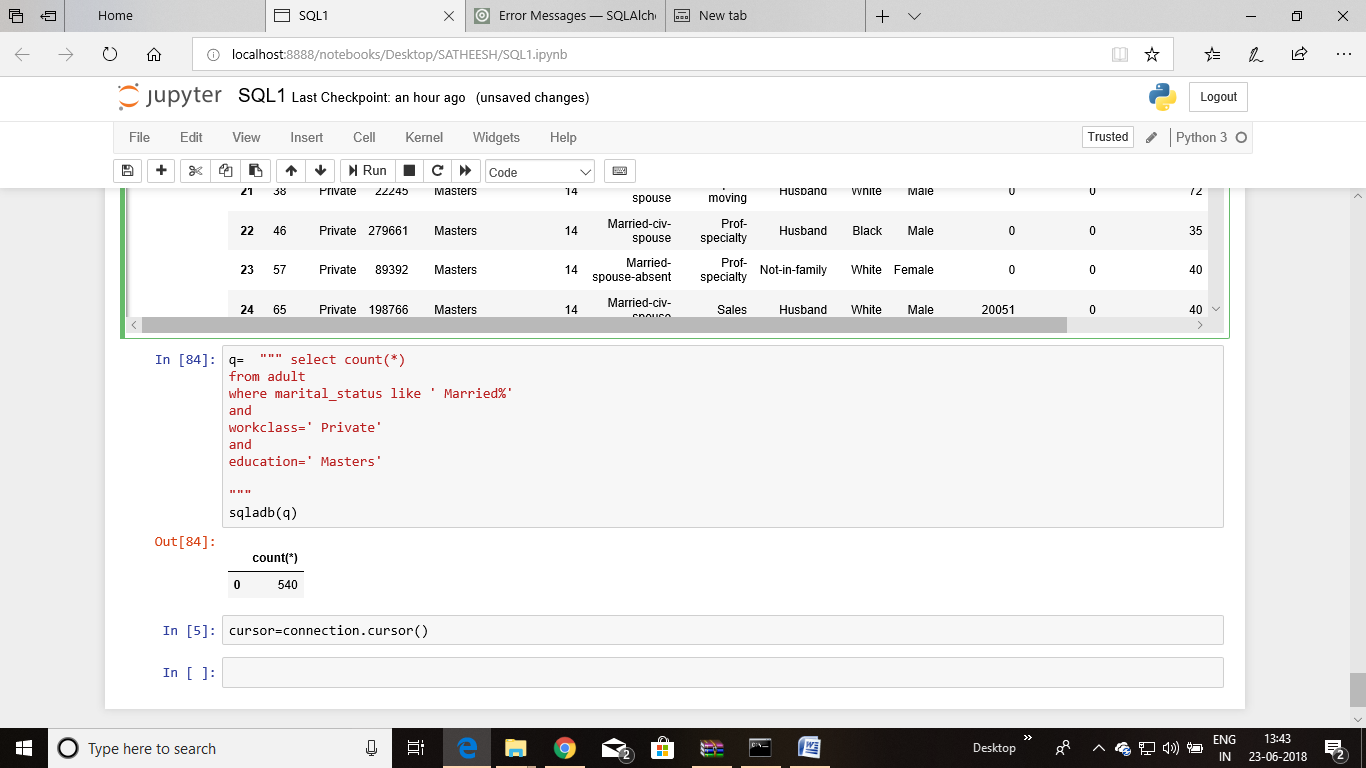 Home
SQL1
Error Messages — SQLAlch
New tab
localhost:8888/notebooks/Desktop/SATHEESH/SQL1.ipynb
jupyter SQL1 Last Checkpoint: an hour ago (unsaved changes)
Logout
File Edit View Insert Cell Kernel Widgets Help
Trusted
Python 3
Run
Code
21 38 Private 22245 Masters 14 spouse moving Husband White Male 0 0 72
22 46 Private 279661 Masters 14 Married-civ-spouse Prof-specialty Husband Black Male 0 0 35
23 57 Private 89392 Masters 14 Married-spouse-absent Prof-specialty Not-in-family White Female 0 0 40
24 65 Private 198766 Masters 14 Married-civ-spouse Sales Husband White Male 20051 0 40
In [84]: q=  """ select count(*)
from adult
where marital_status like ' Married%'
and
workclass=' Private'
and
education=' Masters'
"""
sqladb(q)
Out[84]:
count(*)
0 540
In [5]: cursor=connection.cursor()
In [ ]:
Type here to search
2
Desktop
ENG
IN
13:43
23-06-2018
2